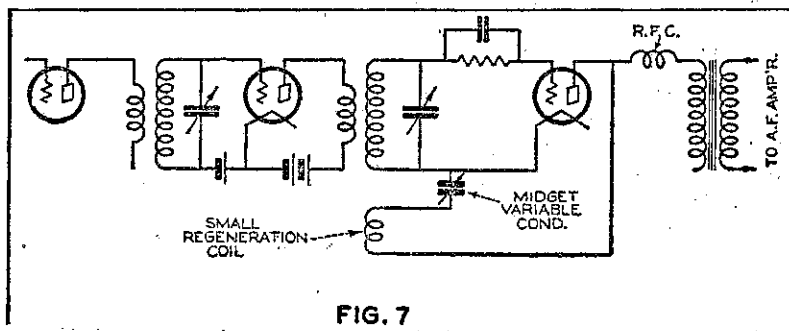 R.F.C.
TO A.F. AMP'R.
MIDGET
VARIABLE
COND.
SMALL
REGENERATION
COIL
FIG. 7